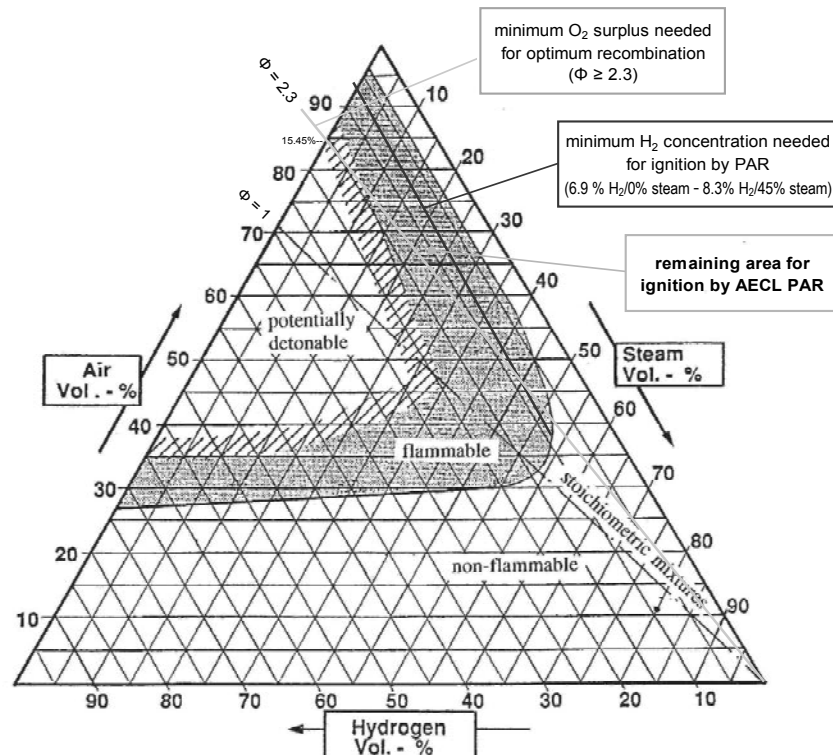 minimum O2 surplus needed
for optimum recombination
(Φ ≥ 2.3)
Φ = 2.3
15.45%--
Φ = 1
minimum H2 concentration needed
for ignition by PAR
(6.9 % H2/0% steam - 8.3% H2/45% steam)
remaining area for
ignition by AECL PAR
90
80
70
60
50
40
30
20
10
10
20
30
40
50
60
70
80
90
Air
Vol. - %
Steam
Vol. - %
potentially
detonable
flammable
non-flammable
stoichiometric mixtures
90
80
70
60
50
40
30
20
10
Hydrogen
Vol. - %